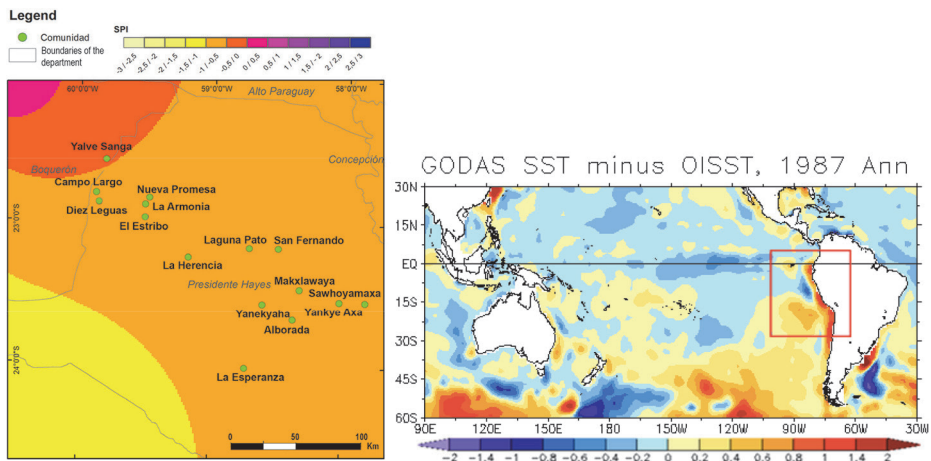 Legend
Comunidad
Boundaries of the
department
SPI
-3 / -2,5
-2,5 / -2
-2 / -1,5
-1,5 / -1
-1 / -0,5
-0,5 / 0
0 / 0,5
0,5 / 1
1 / 1,5
1,5 / 2
2 / 2,5
2,5 / 3
60°0'0"W
59°0'0"W
58°0'0"W
Alto Paraguay
Yalve Sanga
Concepción
Boquerón
Campo Largo
Nueva Promesa
La Armonia
Diez Leguas
El Estribo
23°0'0"S
Laguna Pato
San Fernando
La Herencia
Presidente Hayes
Makxlawaya
Sawhoyamaxa
Yanekyaha
Yankye Axa
Alborada
24°0'0"S
La Esperanza
0 50 100
Km
GODAS SST minus OISST, 1987 Ann
30N
15N
EQ
15S
30S
45S
60S
90E 120E 150E 180 150W 120W 90W 60W 30W
-2 -1.4 -1 -0.8 -0.6 -0.4 -0.2 0 0.2 0.4 0.6 0.8 1 1.4 2